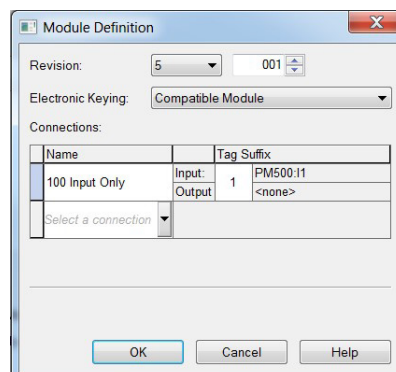 Module Definition
Revision: 5 001
Electronic Keying: Compatible Module
Connections:
Name Tag Suffix
100 Input Only Input: 1 PM500:I1
Output <none>
Select a connection
OK Cancel Help